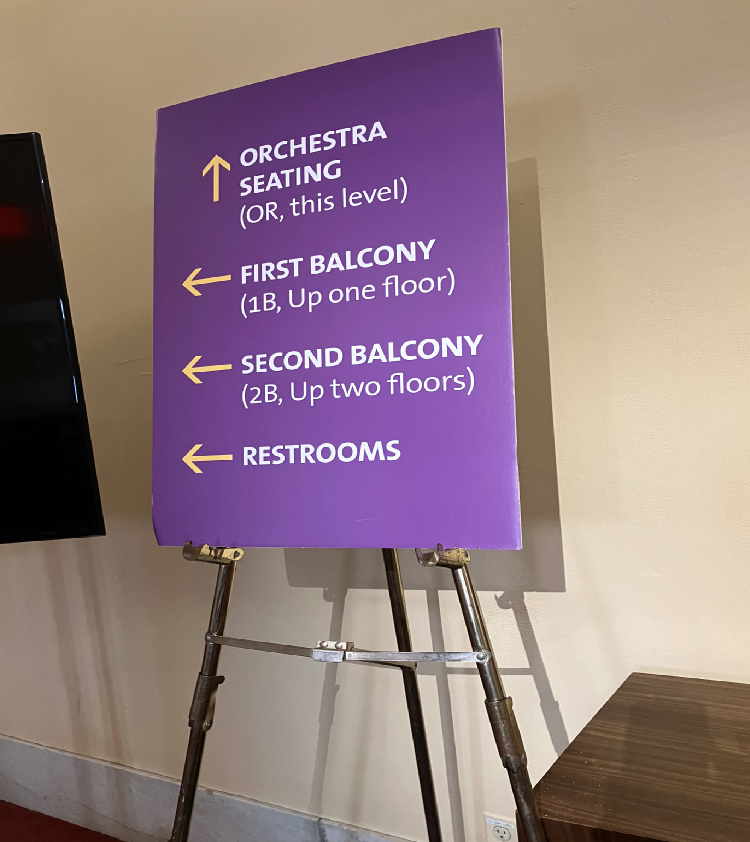 ORCHESTRA
SEATING
(OR, this level)
FIRST BALCONY
(1B, Up one floor)
SECOND BALCONY
(2B, Up two floors)
RESTROOMS